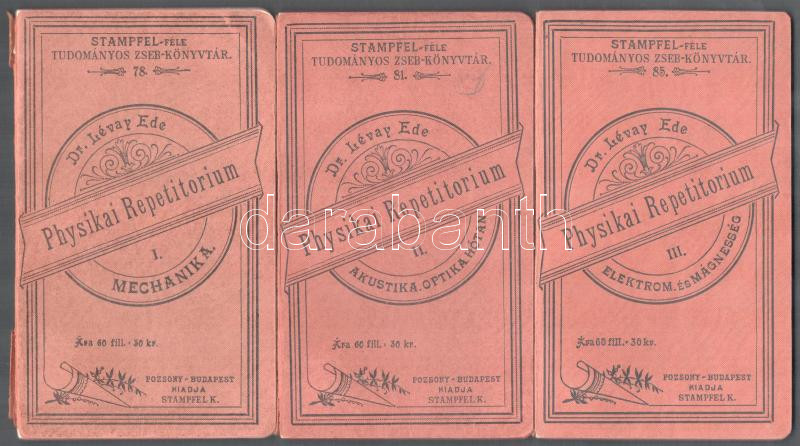 STAMPFEL-FÉLE
TUDOMÁNYOS ZSEB-KÖNYVTÁR.
78.
Dr. Lévay Ede
Physikai Repetitorium
I.
MECHANIKA.
Ára 60 fill. = 30 kr.
POZSONY-BUDAPEST
KIADJA
STAMPFEL K.
STAMPFEL-FÉLE
TUDOMÁNYOS ZSEB-KÖNYVTÁR.
81.
Dr. Lévay Ede
Physikai Repetitorium
II.
AKUSTIKA. OPTIKA HŐTAN
Ára 60 fill. = 30 kr.
POZSONY-BUDAPEST
KIADJA
STAMPFEL K.
STAMPFEL-FÉLE
TUDOMÁNYOS ZSEB-KÖNYVTÁR.
85.
Dr. Lévay Ede
Physikai Repetitorium
III.
ELEKTROM. ÉS MÁGNESSÉG
Ára 60 fill. = 30 kr.
POZSONY-BUDAPEST
KIADJA
STAMPFEL K.
darabanth